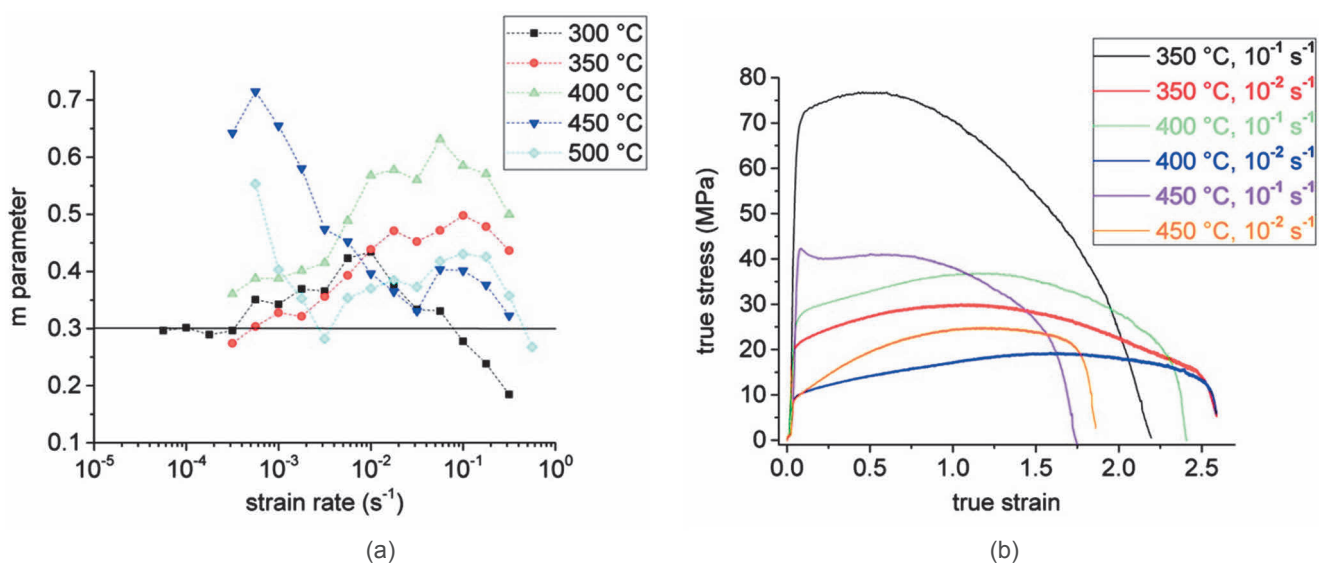 300 °C
350 °C
400 °C
450 °C
500 °C
0.7
0.6
0.5
0.4
0.3
0.2
0.1
m parameter
10⁻⁵ 10⁻⁴ 10⁻³ 10⁻² 10⁻¹ 10⁰
strain rate (s⁻¹)
(a)
350 °C, 10⁻¹ s⁻¹
350 °C, 10⁻² s⁻¹
400 °C, 10⁻¹ s⁻¹
400 °C, 10⁻² s⁻¹
450 °C, 10⁻¹ s⁻¹
450 °C, 10⁻² s⁻¹
80
70
60
50
40
30
20
10
0
true stress (MPa)
0.0 0.5 1.0 1.5 2.0 2.5
true strain
(b)